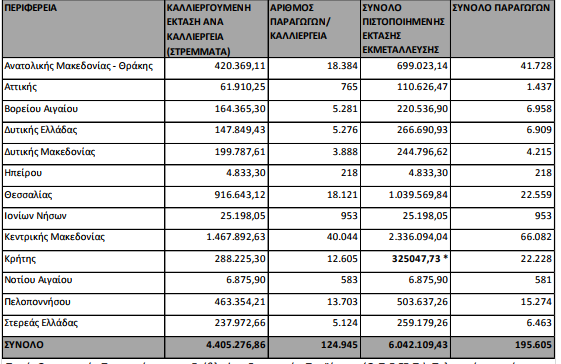 ΠΕΡΙΦΕΡΕΙΑ ΚΑΛΛΙΕΡΓΟΥΜΕΝΗ ΕΚΤΑΣΗ ΑΝΑ ΚΑΛΛΙΕΡΓΕΙΑ (ΣΤΡΕΜΜΑΤΑ) ΑΡΙΘΜΟΣ ΠΑΡΑΓΩΓΩΝ/ ΚΑΛΛΙΕΡΓΕΙΑ ΣΥΝΟΛΟ ΠΙΣΤΟΠΟΙΗΜΕΝΗΣ ΕΚΤΑΣΗΣ ΕΚΜΕΤΑΛΛΕΥΣΗΣ ΣΥΝΟΛΟ ΠΑΡΑΓΩΓΩΝ
Ανατολικής Μακεδονίας - Θράκης 420.369,11 18.384 699.023,14 41.728
Αττικής 61.910,25 765 110.626,47 1.437
Βορείου Αιγαίου 164.365,30 5.281 220.536,90 6.958
Δυτικής Ελλάδας 147.849,43 5.276 266.690,93 6.909
Δυτικής Μακεδονίας 199.787,61 3.888 244.796,62 4.215
Ηπείρου 4.833,30 218 4.833,30 218
Θεσσαλίας 916.643,12 18.121 1.039.569,84 22.559
Ιονίων Νήσων 25.198,05 953 25.198,05 953
Κεντρικής Μακεδονίας 1.467.892,63 40.044 2.336.094,04 66.082
Κρήτης 288.225,30 12.605 325047,73 * 22.228
Νοτίου Αιγαίου 6.875,90 583 6.875,90 581
Πελοποννήσου 463.354,21 13.703 503.637,26 15.274
Στερεάς Ελλάδας 237.972,66 5.124 259.179,26 6.463
ΣΥΝΟΛΟ 4.405.276,86 124.945 6.042.109,43 195.605